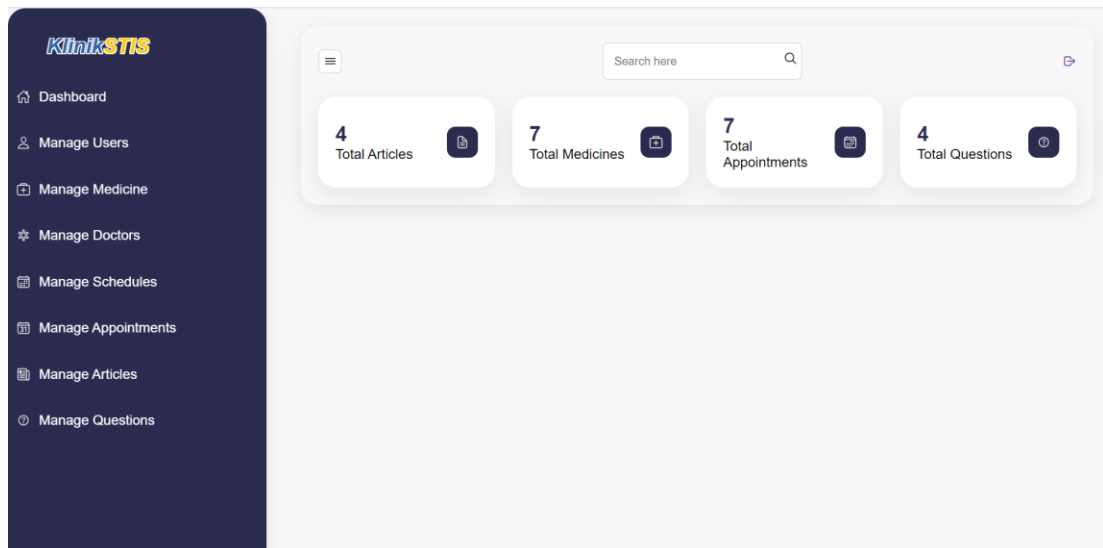 KlinikSTIS
Dashboard
Manage Users
Manage Medicine
Manage Doctors
Manage Schedules
31 Manage Appointments
Manage Articles
Manage Questions
Search here
4
Total Articles
7
Total Medicines
7
Total
Appointments
4
Total Questions